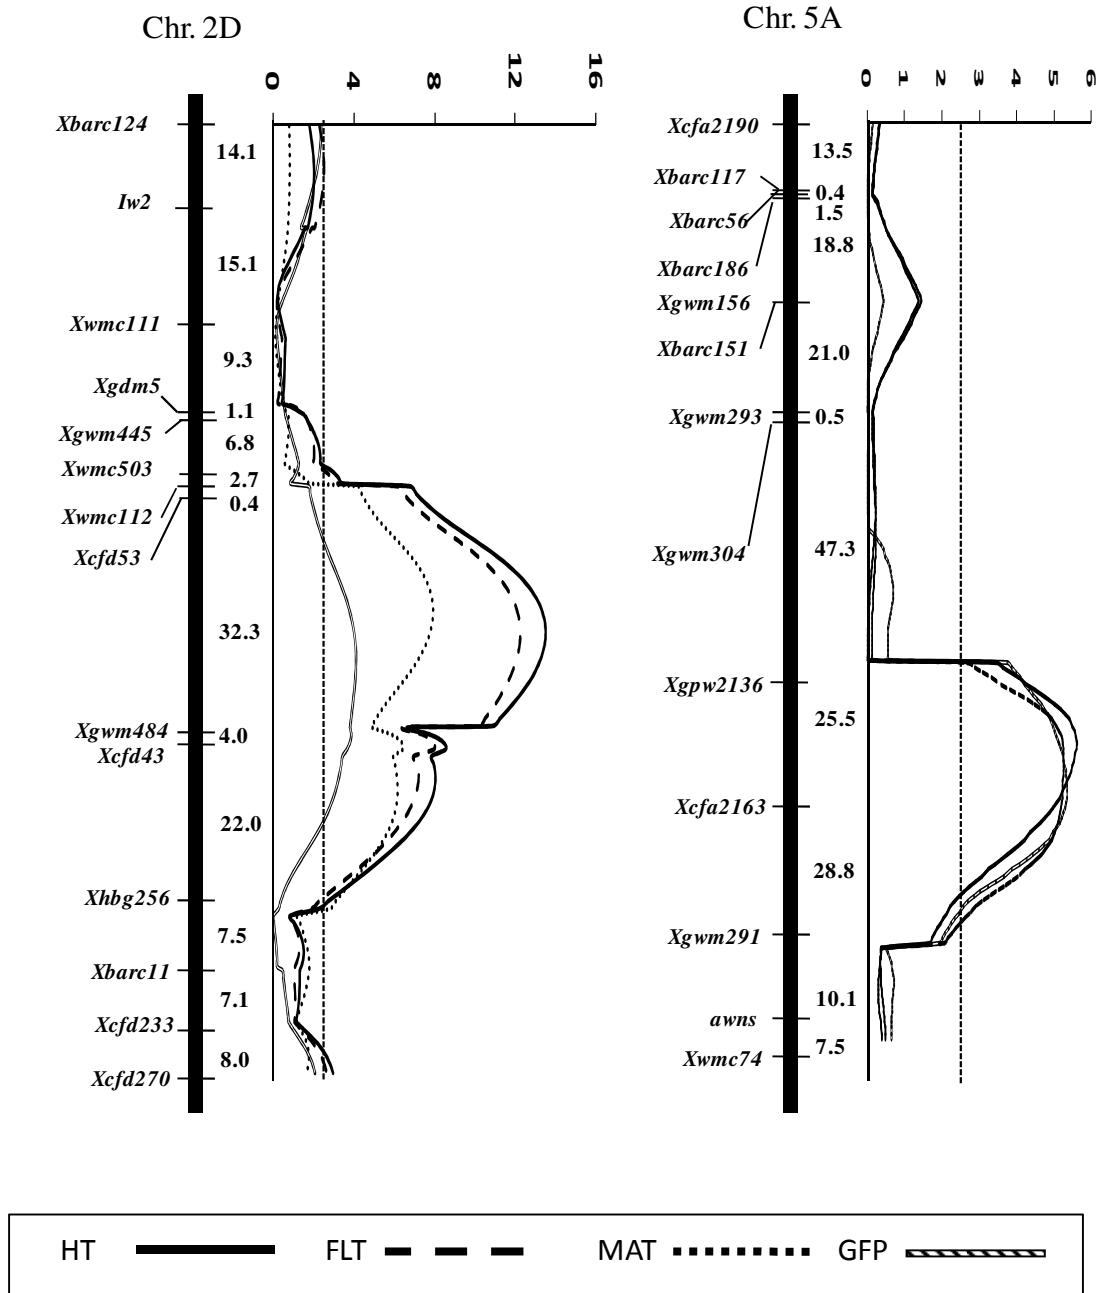 Chr. 2D
0 4 8 12 16
Xbarc124
14.1
Iw2
15.1
Xwmc111
9.3
Xgdm5
1.1
Xgwm445
6.8
Xwmc503
2.7
0.4
Xwmc112
Xcfd53
32.3
Xgwm484
4.0
Xcfd43
22.0
Xhbg256
7.5
Xbarc11
7.1
Xcfd233
8.0
Xcfd270
Chr. 5A
0 1 2 3 4 5 6
Xcfa2190
13.5
Xbarc117
0.4
1.5
Xbarc56
18.8
Xbarc186
Xgwm156
Xbarc151
21.0
Xgwm293
0.5
Xgwm304
47.3
Xgpw2136
25.5
Xcfa2163
28.8
Xgwm291
10.1
awns
7.5
Xwmc74
HT FLT MAT GFP